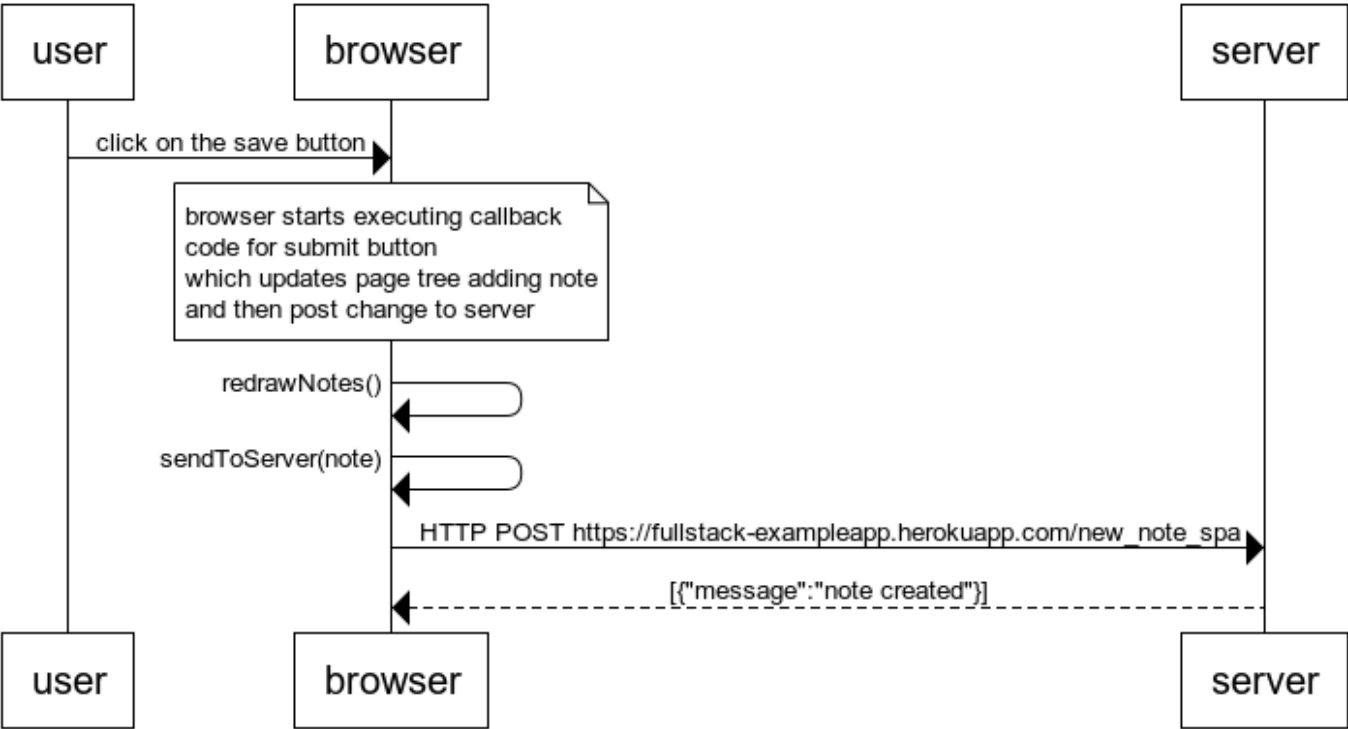 user
browser
server
click on the save button
browser starts executing callback
code for submit button
which updates page tree adding note
and then post change to server
redrawNotes()
sendToServer(note)
HTTP POST https://fullstack-exampleapp.herokuapp.com/new_note_spa
[{"message":"note created"}]
user
browser
server